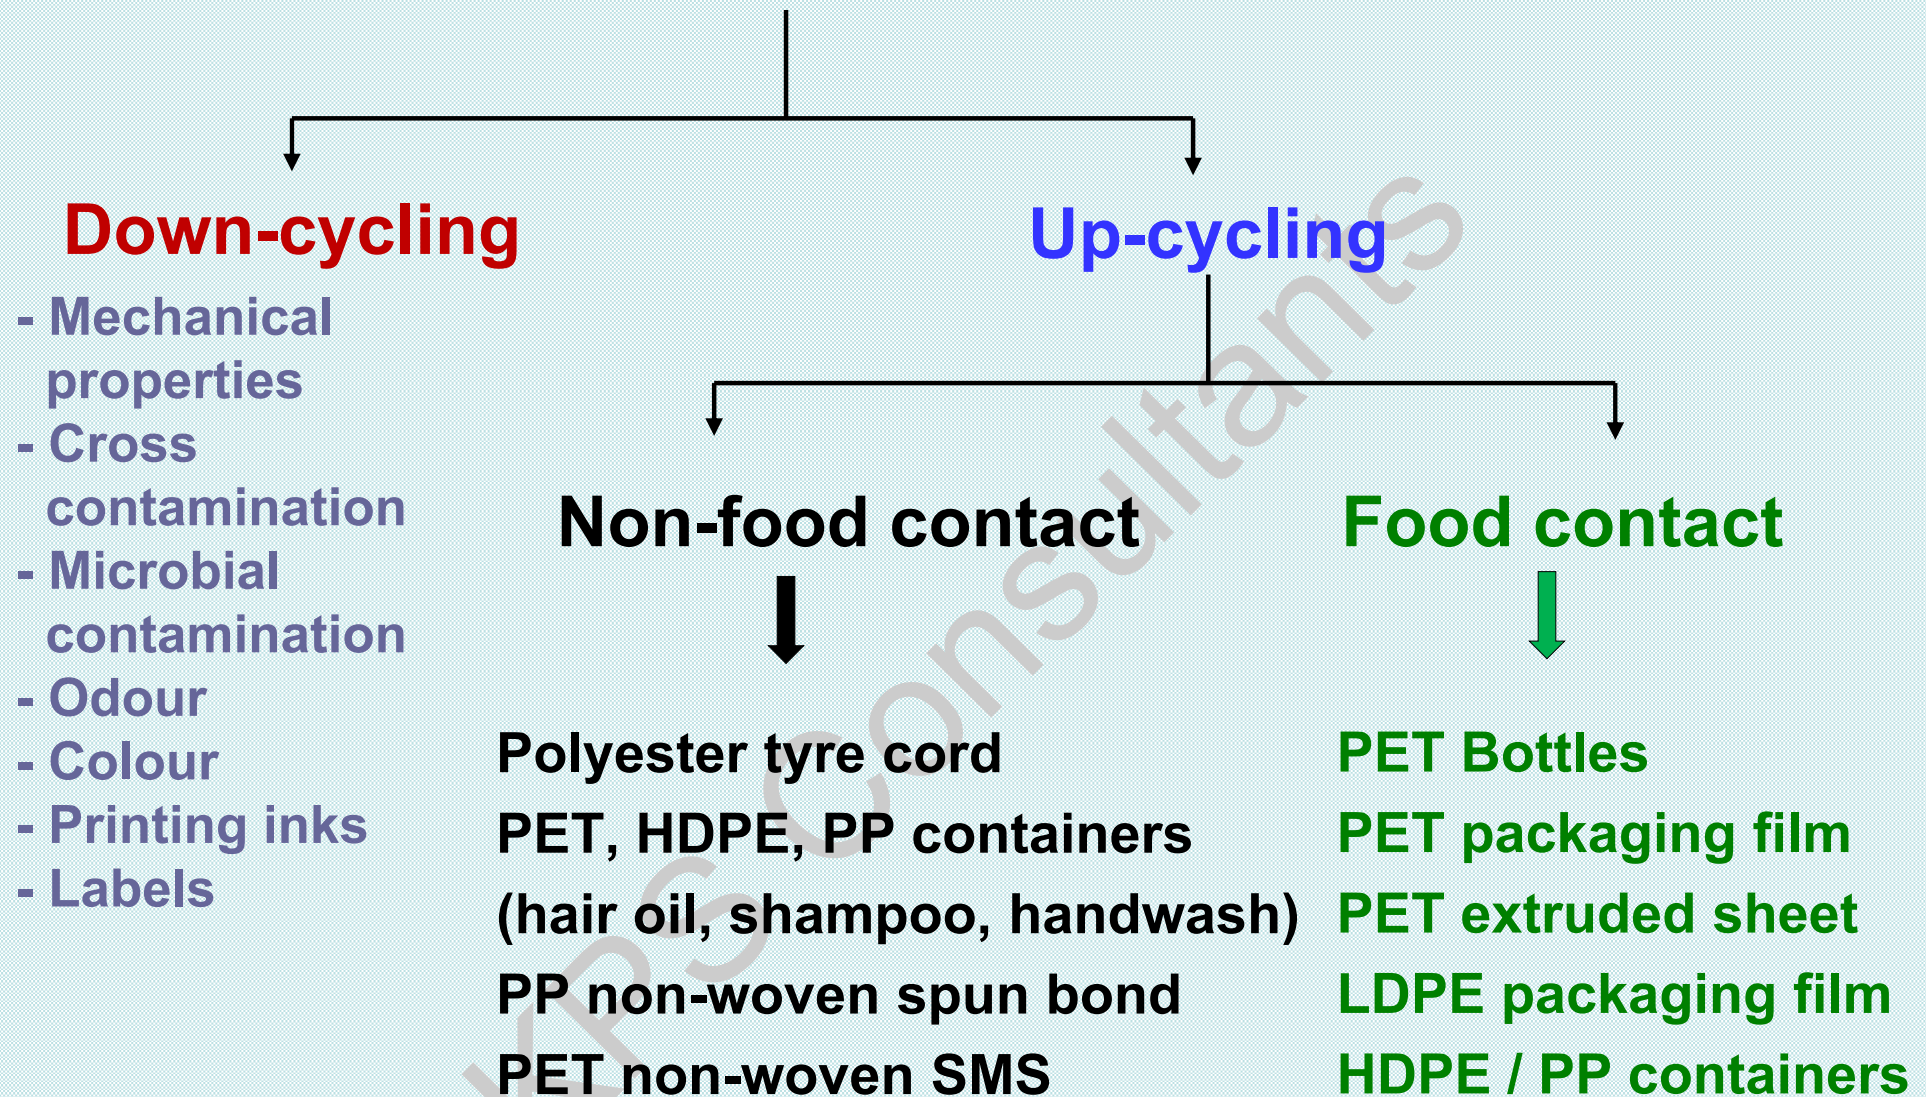 Down-cycling
- Mechanical
properties
- Cross
contamination
- Microbial
contamination
- Odour
- Colour
- Printing inks
- Labels
Up-cycling
Non-food contact
Polyester tyre cord
PET, HDPE, PP containers
(hair oil, shampoo, handwash)
PP non-woven spun bond
PET non-woven SMS
Food contact
PET Bottles
PET packaging film
PET extruded sheet
LDPE packaging film
HDPE / PP containers
KPS Consultants